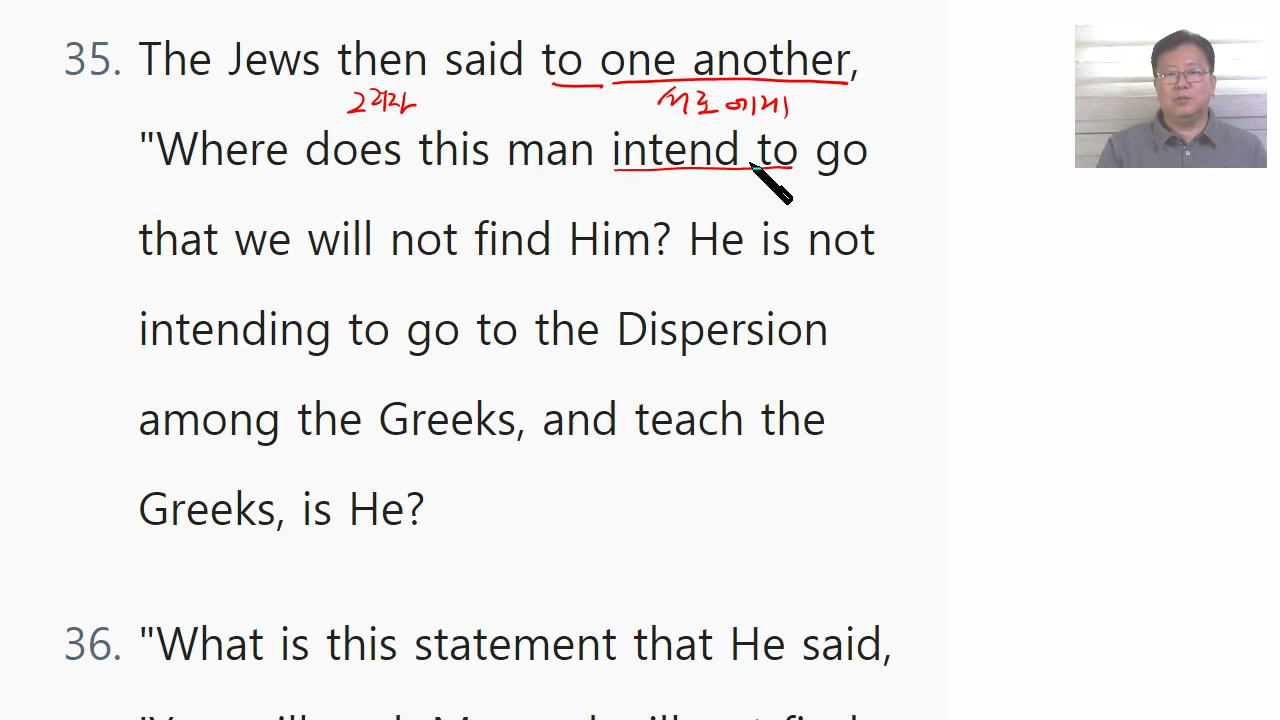 35. The Jews then said to one another,
그러자 서로에게
"Where does this man intend to go
that we will not find Him? He is not
intending to go to the Dispersion
among the Greeks, and teach the
Greeks, is He?
36. "What is this statement that He said,